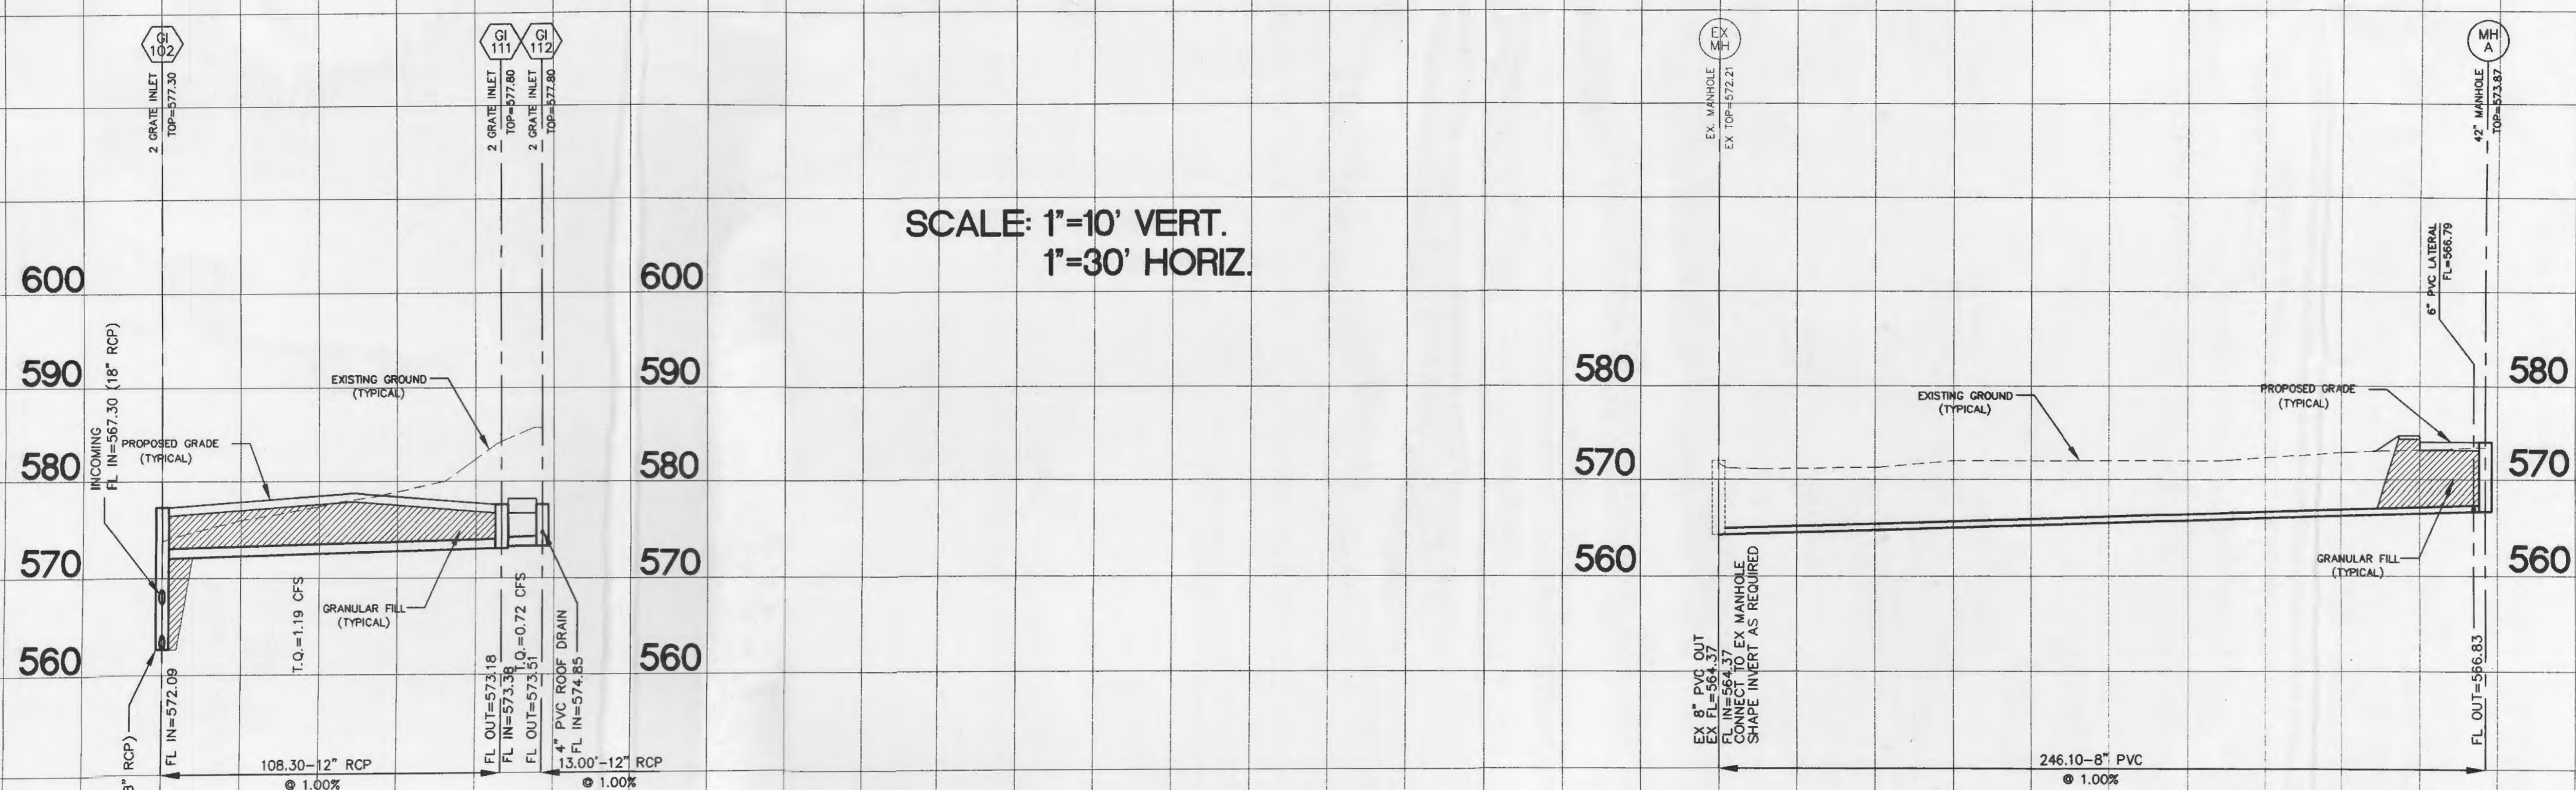 GI
102
2 GRATE INLET
TOP=577.30
GI
111
2 GRATE INLET
TOP=577.80
GI
112
2 GRATE INLET
TOP=577.80
EX
MH
EX. MANHOLE
EX TOP=572.21
MH
A
42" MANHOLE
TOP=573.87
SCALE: 1"=10' VERT.
1"=30' HORIZ.
600
600
590
590
580
580
570
570
560
560
INCOMING
FL IN=567.30 (18" RCP)
PROPOSED GRADE
(TYPICAL)
EXISTING GROUND
(TYPICAL)
GRANULAR FILL
(TYPICAL)
T.Q.=1.19 CFS
T.Q.=0.72 CFS
RCP)
FL IN=572.09
FL OUT=573.18
FL IN=573.38
FL OUT=573.51
4" PVC ROOF DRAIN
FL IN=574.85
108.30-12" RCP
@ 1.00%
13.00'-12" RCP
@ 1.00%
580
580
570
570
560
560
6" PVC LATERAL
FL=566.79
EXISTING GROUND
(TYPICAL)
PROPOSED GRADE
(TYPICAL)
GRANULAR FILL
(TYPICAL)
EX 8" PVC OUT
EX FL=564.37
FL IN=564.37
CONNECT TO EX MANHOLE
SHAPE INVERT AS REQUIRED
FL OUT=566.83
246.10-8" PVC
@ 1.00%